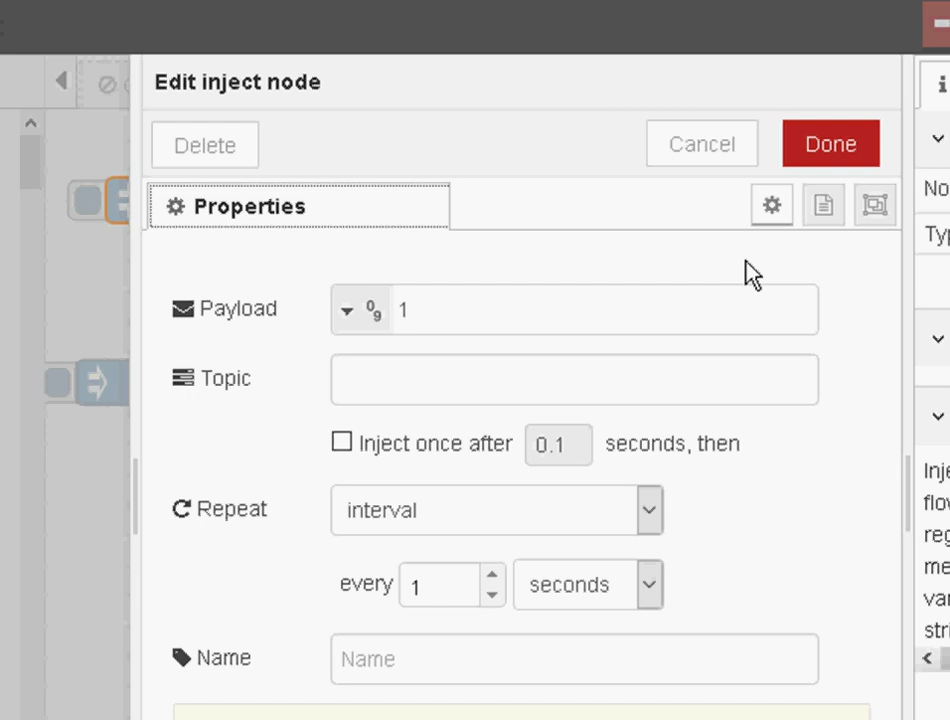 Edit inject node
Delete
Cancel
Done
Properties
Payload
1
Topic
Inject once after 0.1 seconds, then
Repeat
interval
every 1 seconds
Name
Name